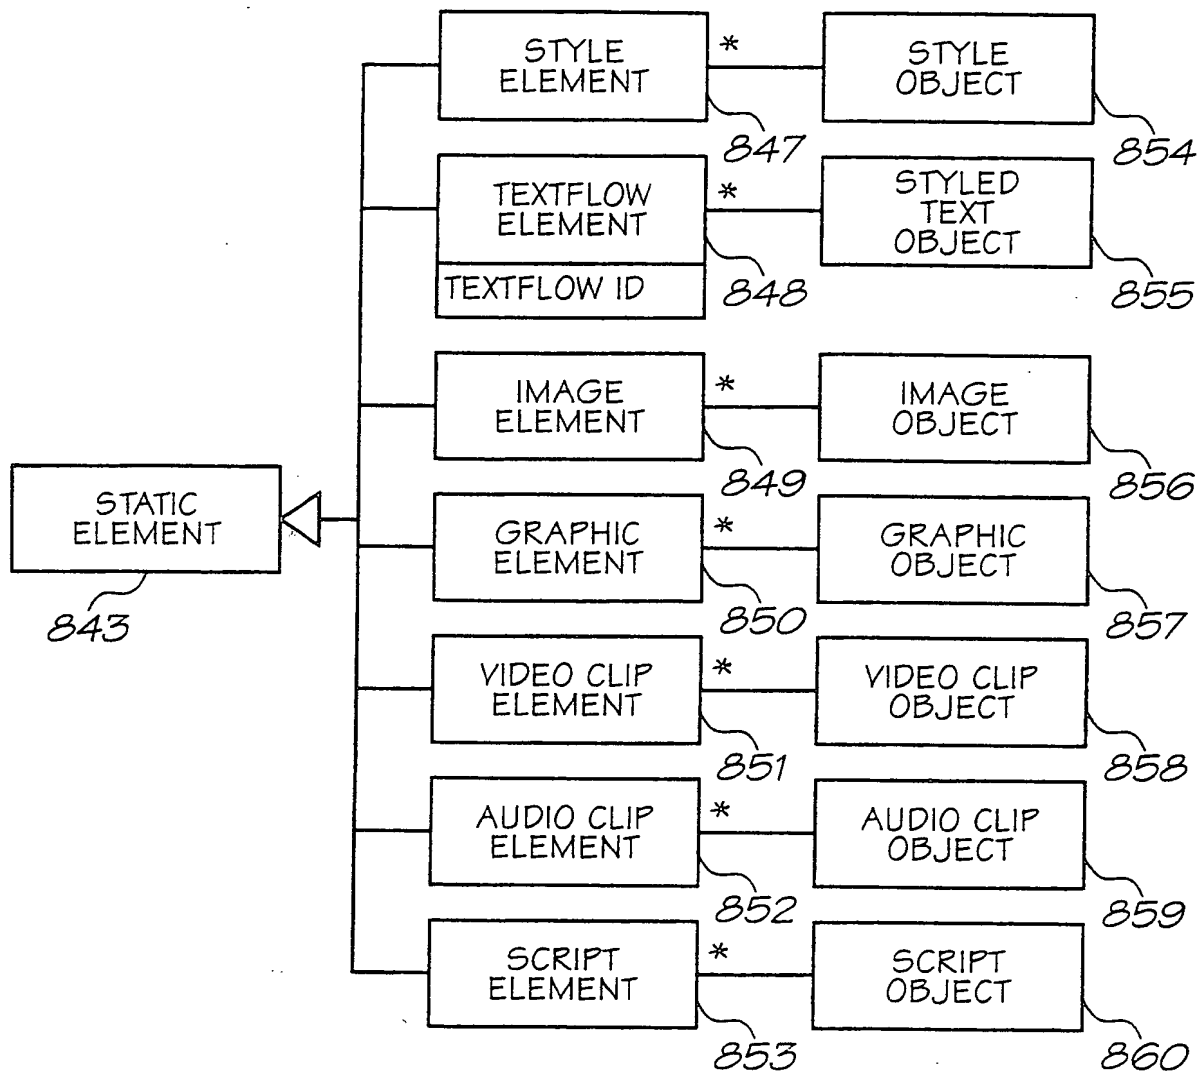 STYLE
ELEMENT
*
STYLE
OBJECT
847
854
TEXTFLOW
ELEMENT
TEXTFLOW ID
*
STYLED
TEXT
OBJECT
848
855
IMAGE
ELEMENT
*
IMAGE
OBJECT
849
856
STATIC
ELEMENT
843
GRAPHIC
ELEMENT
*
GRAPHIC
OBJECT
850
857
VIDEO CLIP
ELEMENT
*
VIDEO CLIP
OBJECT
851
858
AUDIO CLIP
ELEMENT
*
AUDIO CLIP
OBJECT
852
859
SCRIPT
ELEMENT
*
SCRIPT
OBJECT
853
860